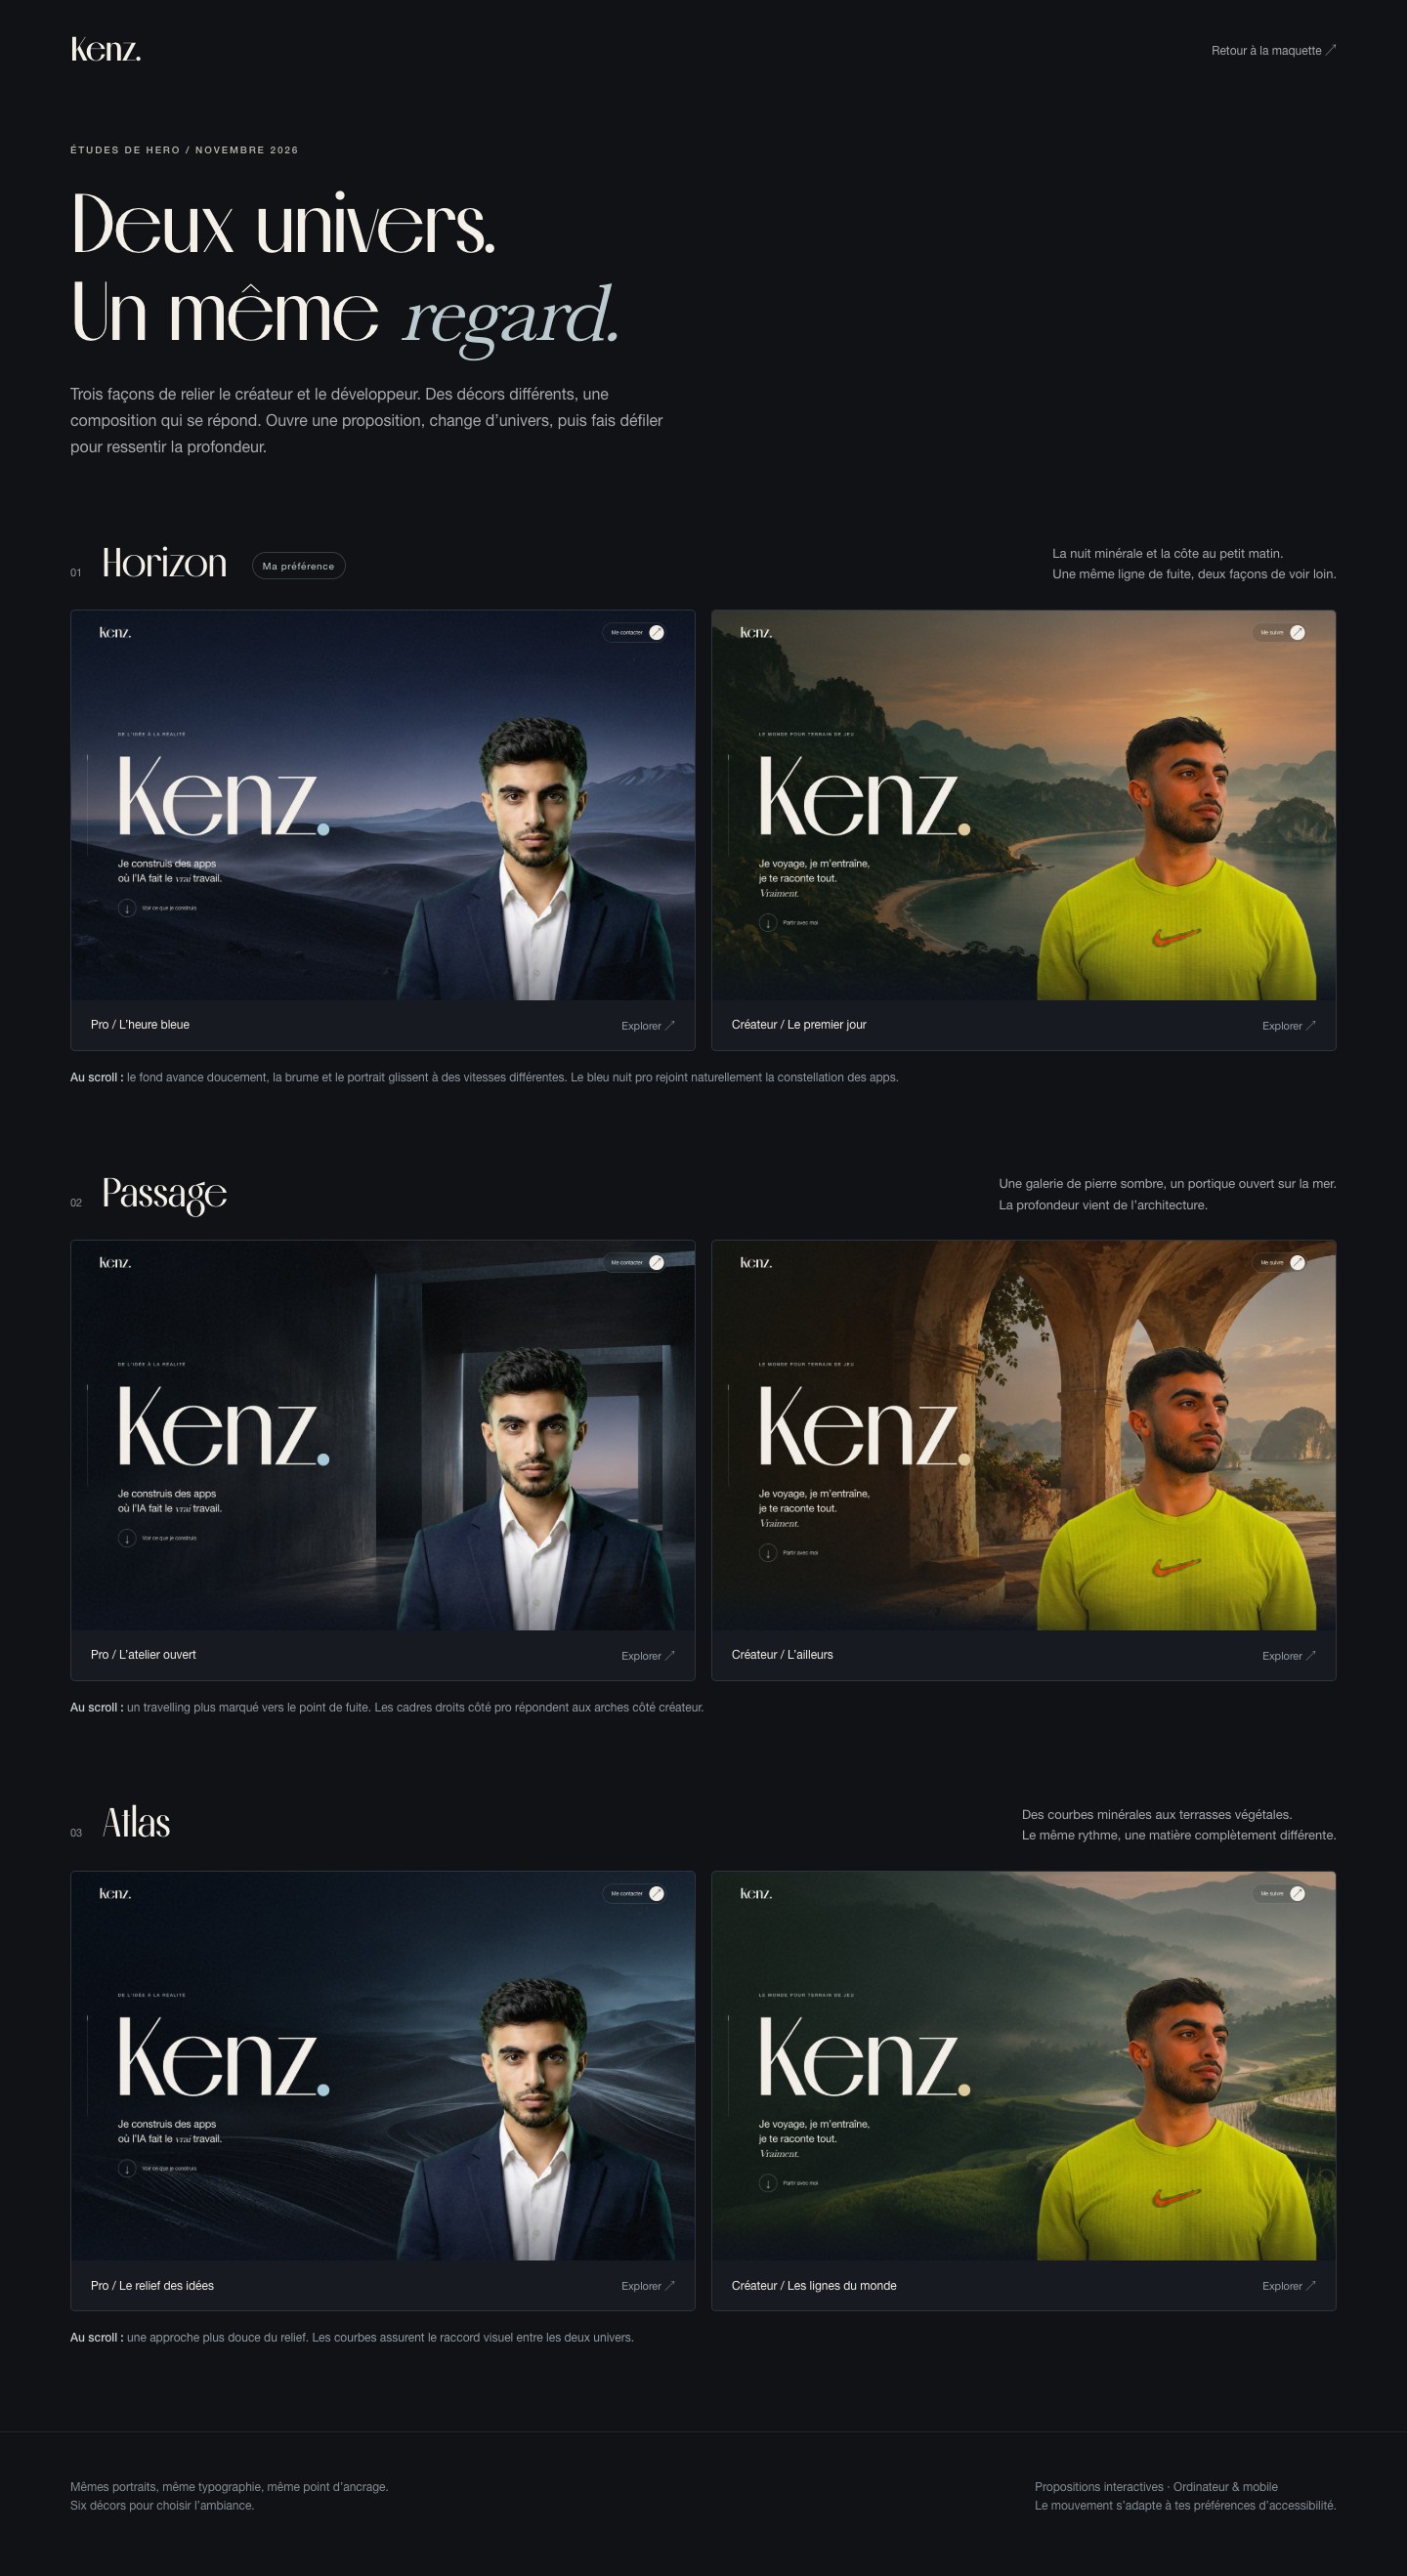 Kenz.
Retour à la maquette ↗
ÉTUDES DE HERO / NOVEMBRE 2026
Deux univers.
Un même regard.
Trois façons de relier le créateur et le développeur. Des décors différents, une
composition qui se répond. Ouvre une proposition, change d’univers, puis fais défiler
pour ressentir la profondeur.
01 Horizon Ma préférence
La nuit minérale et la côte au petit matin.
Une même ligne de fuite, deux façons de voir loin.
kenz.
Me contacter ↗
DE L’IDÉE À LA RÉALITÉ
Kenz.
Je construis des apps
où l’IA fait le vrai travail.
↓ Voir ce que je construis
Pro / L’heure bleue
Explorer ↗
kenz.
Me suivre ↗
LE MONDE POUR TERRAIN DE JEU
Kenz.
Je voyage, je m’entraîne,
je te raconte tout.
Vraiment.
↓ Partir avec moi
Créateur / Le premier jour
Explorer ↗
Au scroll : le fond avance doucement, la brume et le portrait glissent à des vitesses différentes. Le bleu nuit pro rejoint naturellement la constellation des apps.
02 Passage
Une galerie de pierre sombre, un portique ouvert sur la mer.
La profondeur vient de l’architecture.
kenz.
Me contacter ↗
DE L’IDÉE À LA RÉALITÉ
Kenz.
Je construis des apps
où l’IA fait le vrai travail.
↓ Voir ce que je construis
Pro / L’atelier ouvert
Explorer ↗
kenz.
Me suivre ↗
LE MONDE POUR TERRAIN DE JEU
Kenz.
Je voyage, je m’entraîne,
je te raconte tout.
Vraiment.
↓ Partir avec moi
Créateur / L’ailleurs
Explorer ↗
Au scroll : un travelling plus marqué vers le point de fuite. Les cadres droits côté pro répondent aux arches côté créateur.
03 Atlas
Des courbes minérales aux terrasses végétales.
Le même rythme, une matière complètement différente.
kenz.
Me contacter ↗
DE L’IDÉE À LA RÉALITÉ
Kenz.
Je construis des apps
où l’IA fait le vrai travail.
↓ Voir ce que je construis
Pro / Le relief des idées
Explorer ↗
kenz.
Me suivre ↗
LE MONDE POUR TERRAIN DE JEU
Kenz.
Je voyage, je m’entraîne,
je te raconte tout.
Vraiment.
↓ Partir avec moi
Créateur / Les lignes du monde
Explorer ↗
Au scroll : une approche plus douce du relief. Les courbes assurent le raccord visuel entre les deux univers.
Mêmes portraits, même typographie, même point d’ancrage.
Six décors pour choisir l’ambiance.
Propositions interactives · Ordinateur & mobile
Le mouvement s’adapte à tes préférences d’accessibilité.